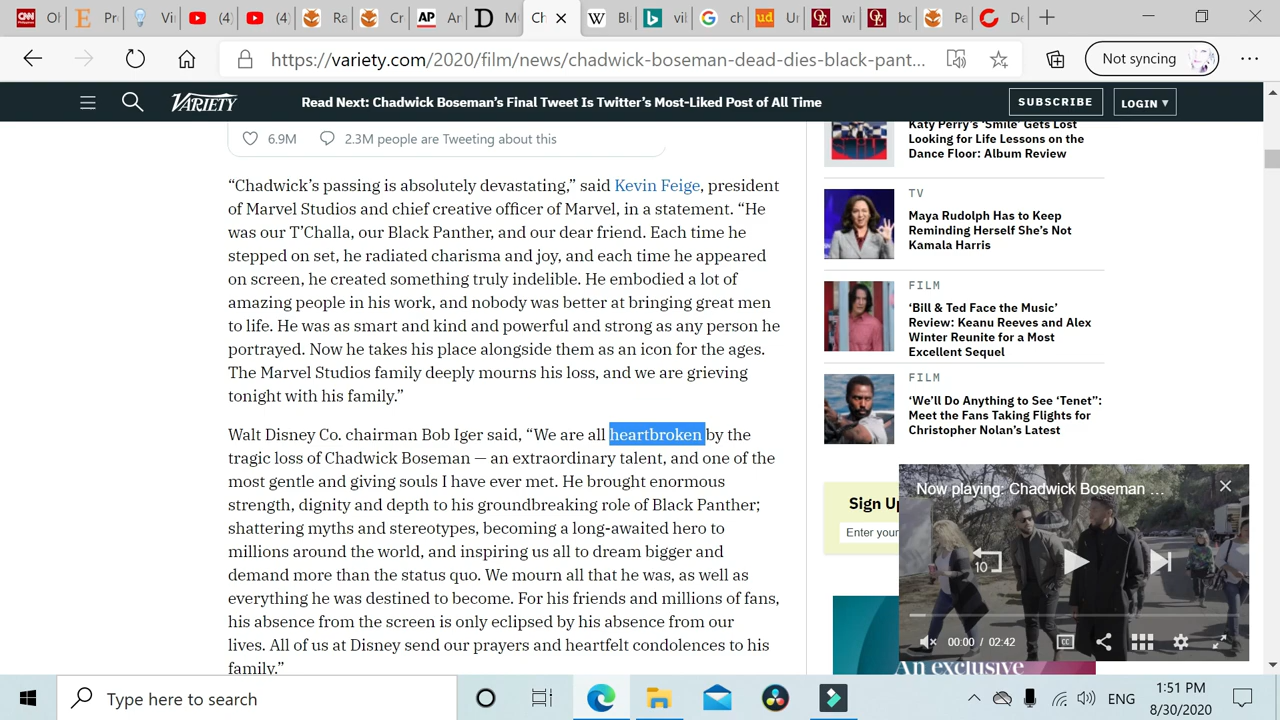 Oh
Pr
Vir
(4)
(4)
Ra
Cr
Ar
M
Ch
Bl
vil
ch
Ur
wi
bc
Pa
De
Not syncing
https://variety.com/2020/film/news/chadwick-boseman-dead-dies-black-pant...
VARIETY
Read Next: Chadwick Boseman's Final Tweet Is Twitter's Most-Liked Post of All Time
SUBSCRIBE
LOGIN ▾
6.9M
2.3M people are Tweeting about this
“Chadwick’s passing is absolutely devastating,” said Kevin Feige, president
of Marvel Studios and chief creative officer of Marvel, in a statement. “He
was our T’Challa, our Black Panther, and our dear friend. Each time he
stepped on set, he radiated charisma and joy, and each time he appeared
on screen, he created something truly indelible. He embodied a lot of
amazing people in his work, and nobody was better at bringing great men
to life. He was as smart and kind and powerful and strong as any person he
portrayed. Now he takes his place alongside them as an icon for the ages.
The Marvel Studios family deeply mourns his loss, and we are grieving
tonight with his family.”
Walt Disney Co. chairman Bob Iger said, “We are all heartbroken by the
tragic loss of Chadwick Boseman — an extraordinary talent, and one of the
most gentle and giving souls I have ever met. He brought enormous
strength, dignity and depth to his groundbreaking role of Black Panther;
shattering myths and stereotypes, becoming a long-awaited hero to
millions around the world, and inspiring us all to dream bigger and
demand more than the status quo. We mourn all that he was, as well as
everything he was destined to become. For his friends and millions of fans,
his absence from the screen is only eclipsed by his absence from our
lives. All of us at Disney send our prayers and heartfelt condolences to his
family.”
Katy Perry’s ‘Smile’ Gets Lost
Looking for Life Lessons on the
Dance Floor: Album Review
TV
Maya Rudolph Has to Keep
Reminding Herself She’s Not
Kamala Harris
FILM
‘Bill & Ted Face the Music’
Review: Keanu Reeves and Alex
Winter Reunite for a Most
Excellent Sequel
FILM
‘We’ll Do Anything to See ‘Tenet”:
Meet the Fans Taking Flights for
Christopher Nolan’s Latest
Sign Up
Enter your
Now playing: Chadwick Boseman ...
10
00:00 / 02:42
CC
An exclusive
Type here to search
ENG
1:51 PM
8/30/2020